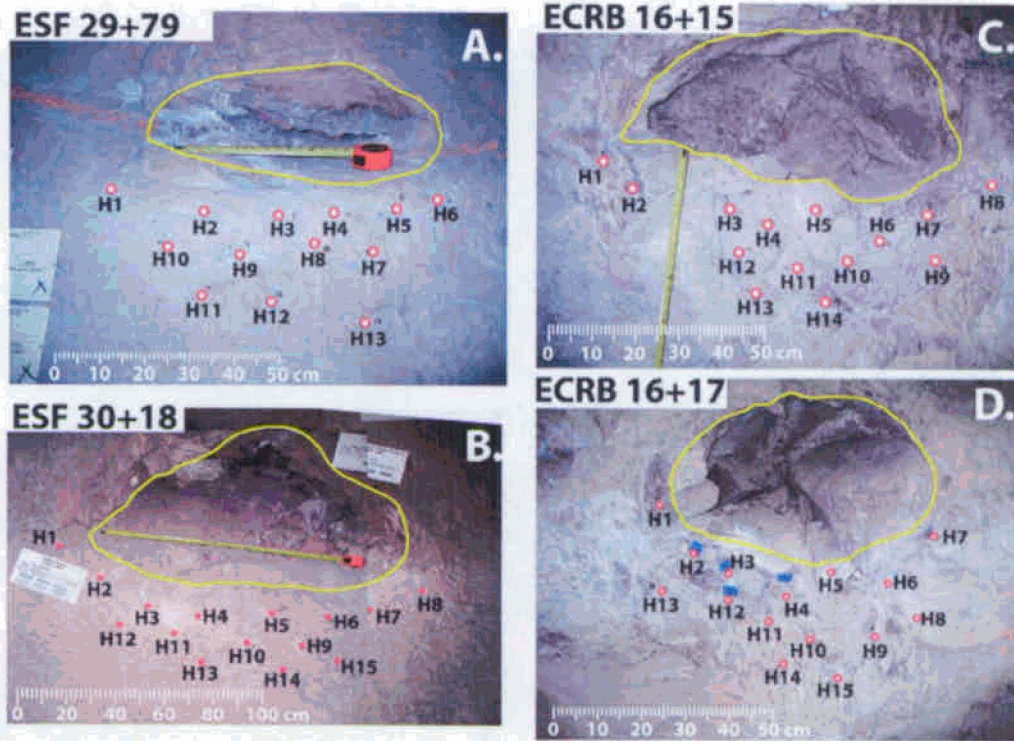 ESF 29+79
A.
H1
H2
H3
H4
H5
H6
H10
H9
H8
H7
H11
H12
H13
0 10 20 30 40 50 cm
ECRB 16+15
C.
H1
H2
H3
H4
H5
H6
H7
H8
H12
H11
H10
H9
H13
H14
0 10 20 30 40 50 cm
ESF 30+18
B.
H1
H2
H3
H4
H5
H6
H7
H8
H12
H11
H10
H9
H13
H14
H15
0 20 40 60 80 100 cm
ECRB 16+17
D.
H1
H2
H3
H7
H13
H12
H4
H5
H6
H11
H10
H9
H8
H14
H15
0 10 20 30 40 50 cm